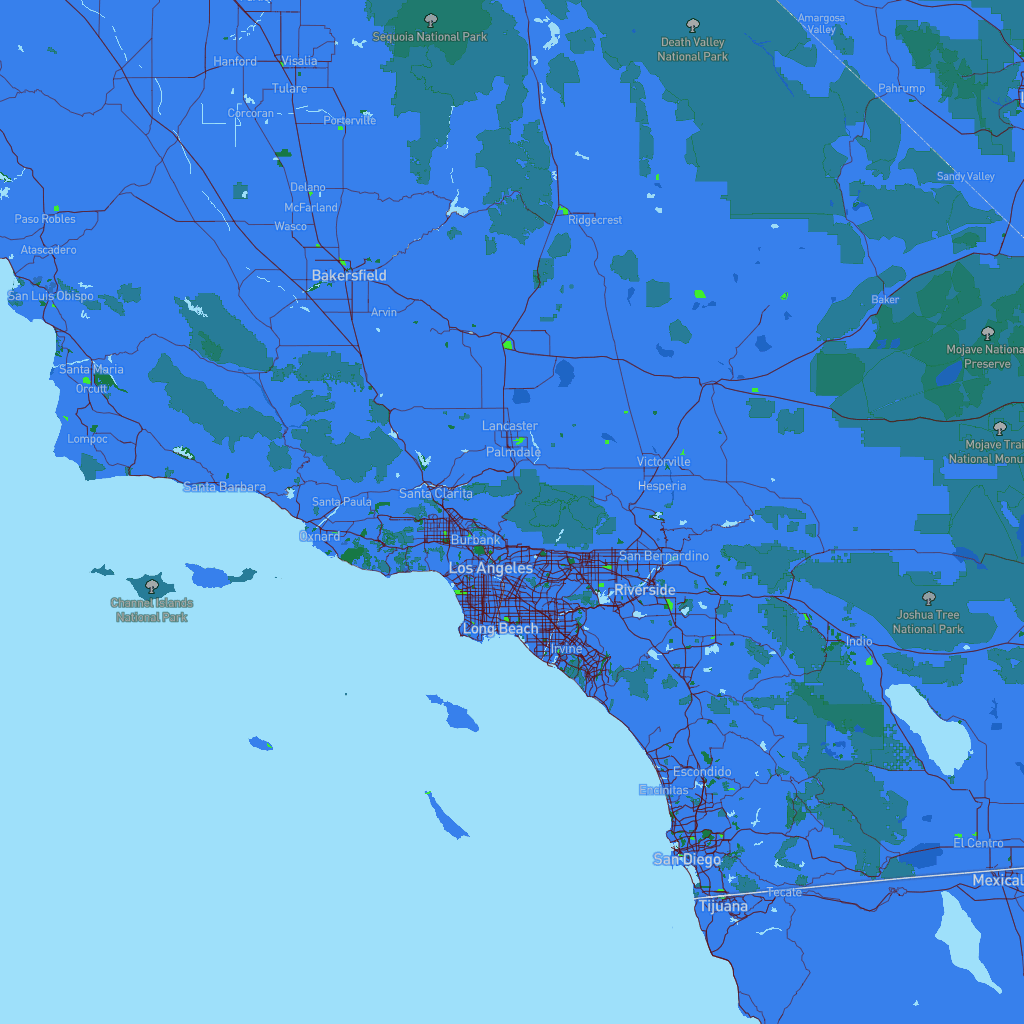 Amargosa
Valley
Sequoia National Park
Death Valley
National Park
Hanford
Visalia
Tulare
Pahrump
Corcoran
Porterville
Sandy Valley
Delano
McFarland
Paso Robles
Wasco
Ridgecrest
Atascadero
Bakersfield
San Luis Obispo
Baker
Arvin
Mojave Nationa
Preserve
Santa Maria
Orcutt
Lompoc
Lancaster
Palmdale
Mojave Trai
National Monu
Victorville
Santa Barbara
Santa Paula
Santa Clarita
Hesperia
Oxnard
Burbank
San Bernardino
Los Angeles
Riverside
Channel Islands
National Park
Joshua Tree
National Park
Long Beach
Irvine
Indio
Escondido
Encinitas
San Diego
El Centro
Mexical
Tecate
Tijuana